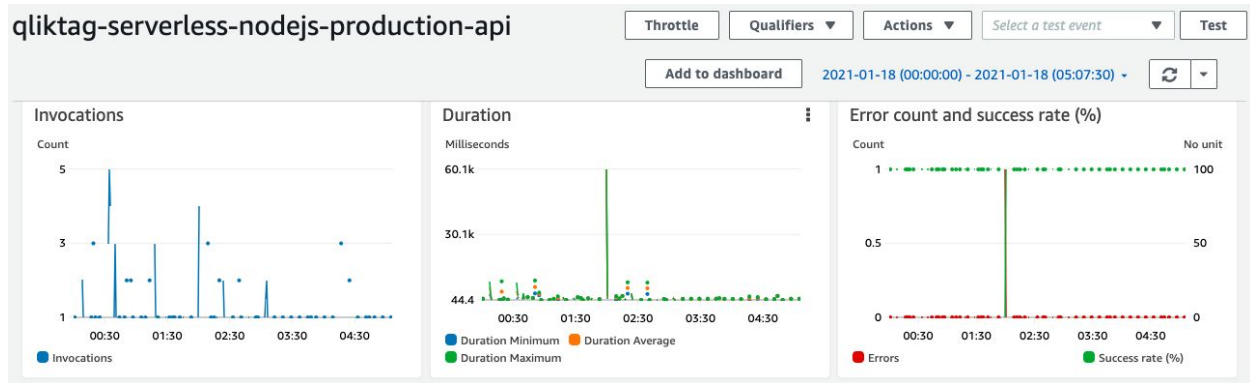 qliktag-serverless-nodejs-production-api
Throttle
Qualifiers
Actions
Select a test event
Test
Add to dashboard
2021-01-18 (00:00:00) - 2021-01-18 (05:07:30)
Invocations
Count
5
3
1
00:30 01:30 02:30 03:30 04:30
Invocations
Duration
Milliseconds
60.1k
30.1k
44.4
00:30 01:30 02:30 03:30 04:30
Duration Minimum Duration Average
Duration Maximum
Error count and success rate (%)
Count No unit
1 100
0.5 50
0 0
00:30 01:30 02:30 03:30 04:30
Errors Success rate (%)